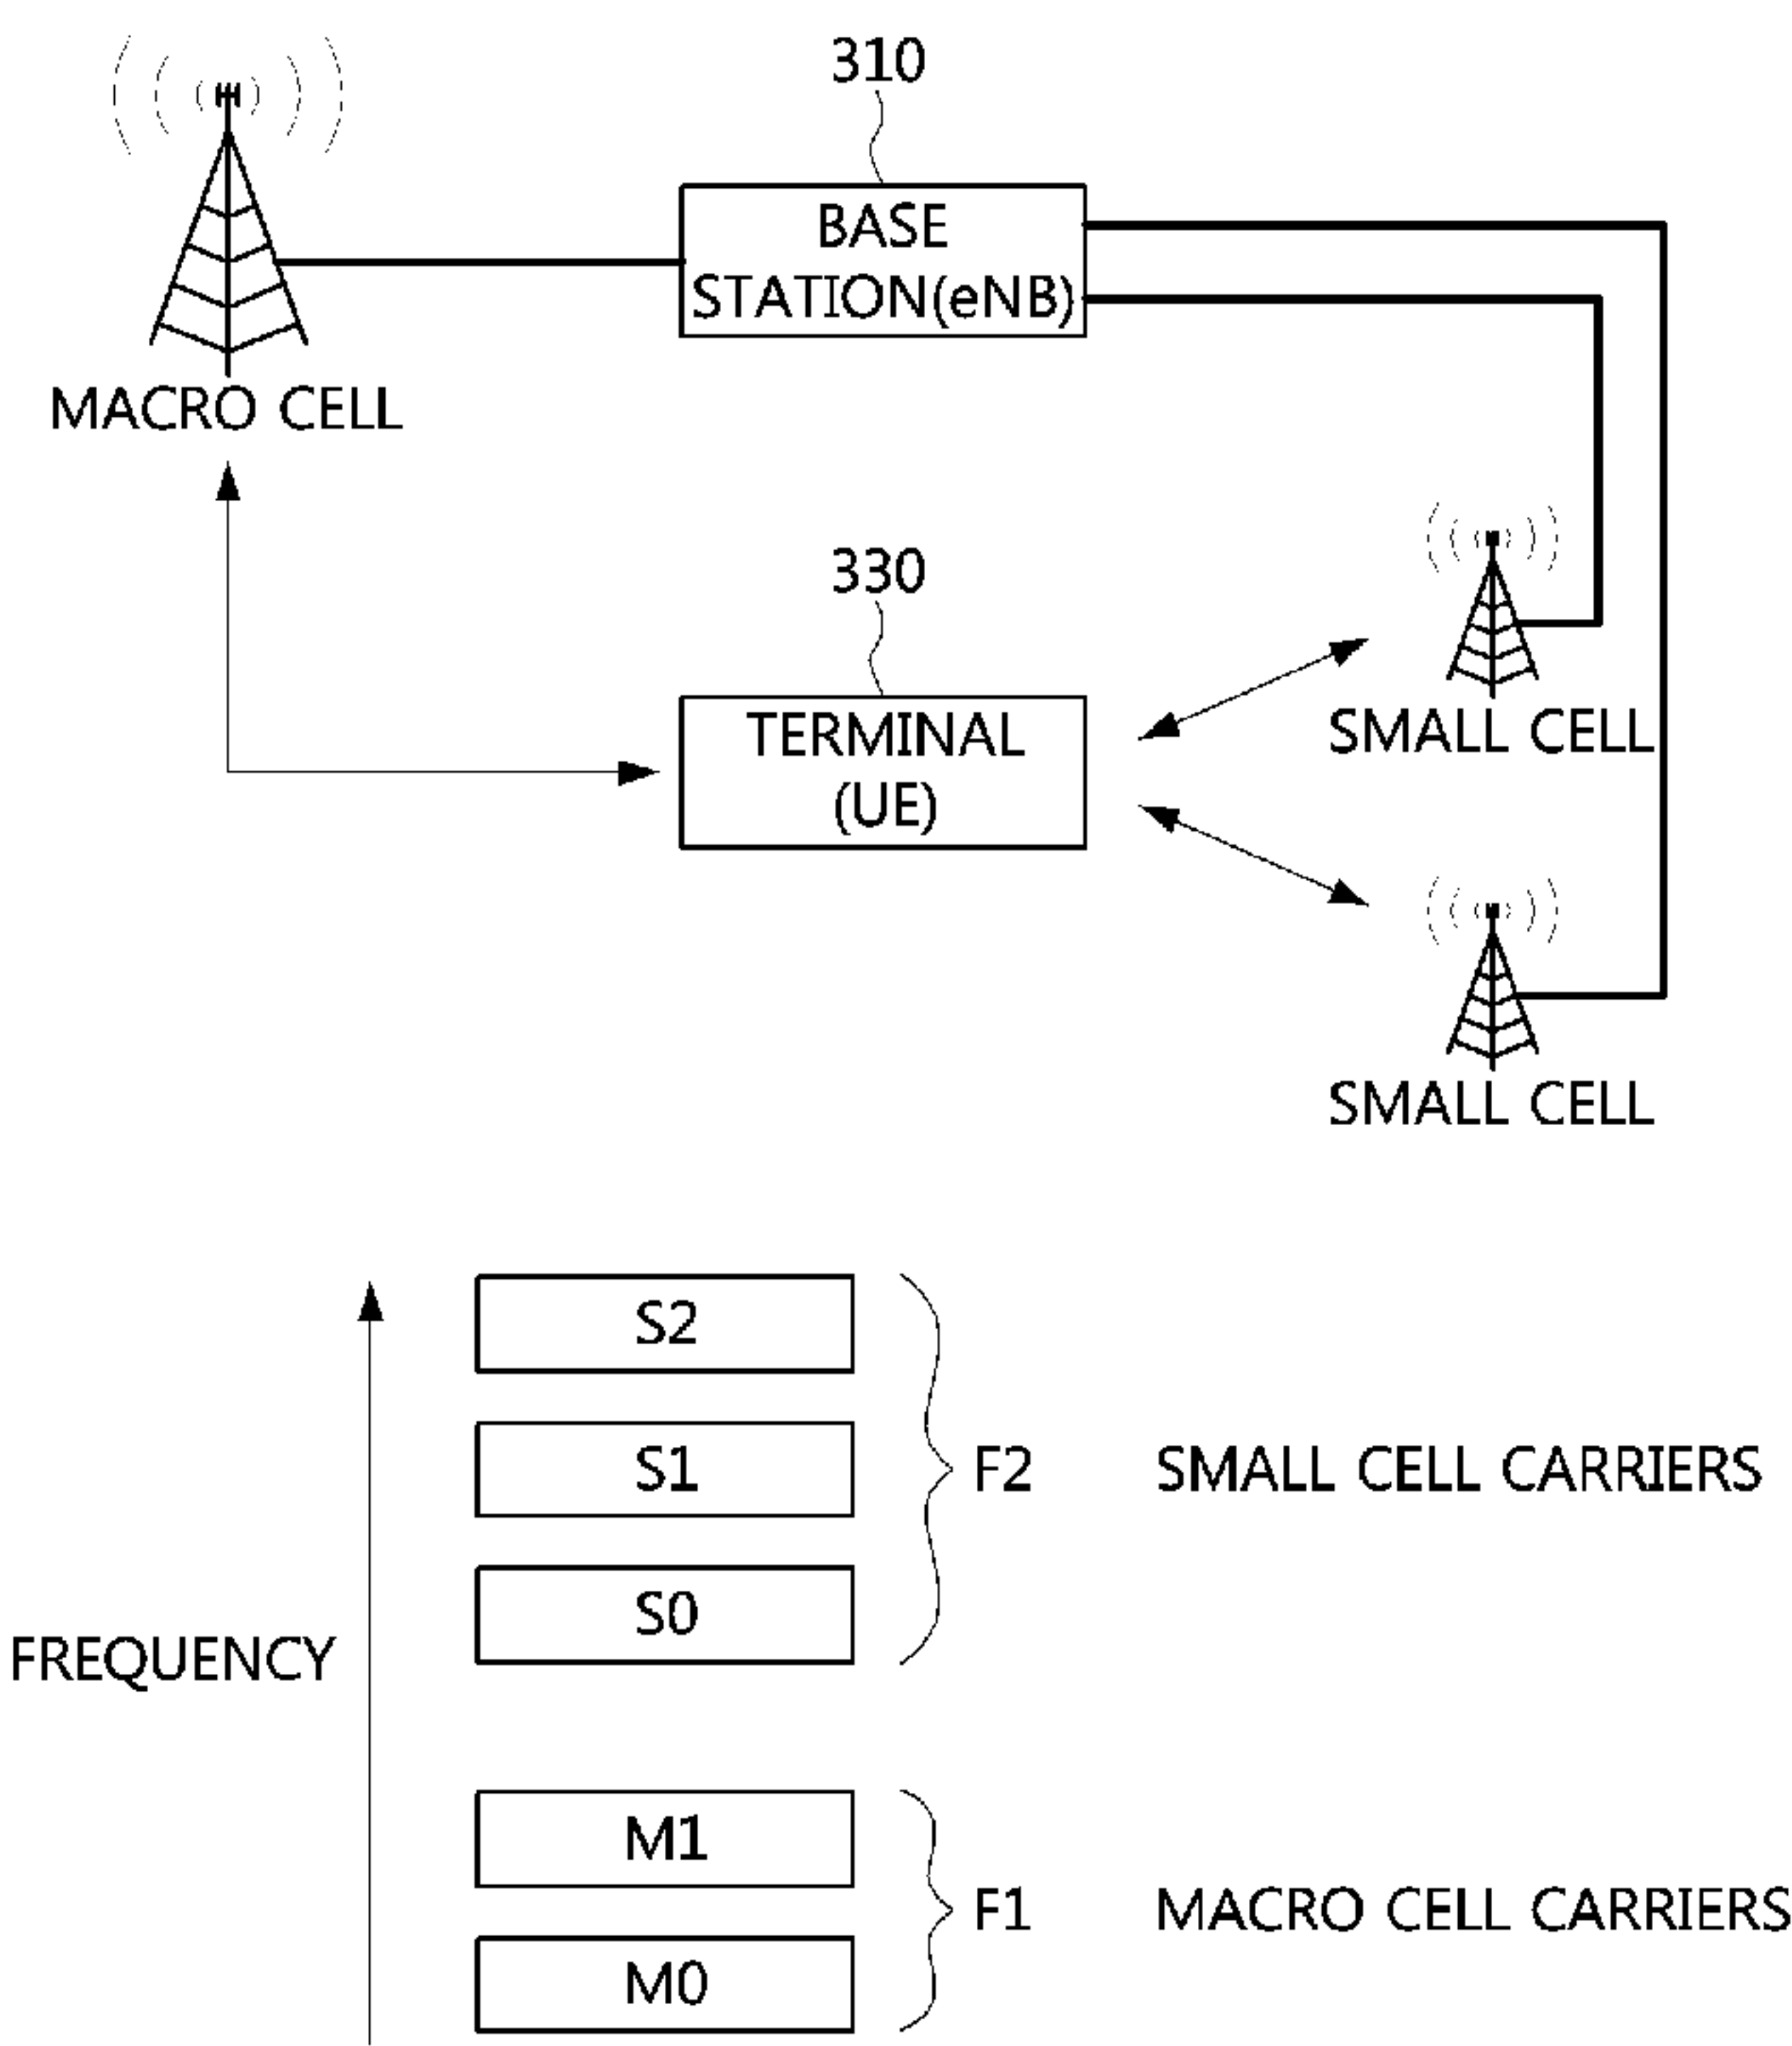 310
BASE
STATION(eNB)
MACRO CELL
330
TERMINAL
(UE)
SMALL CELL
SMALL CELL
S2
S1
F2
SMALL CELL CARRIERS
S0
FREQUENCY
M1
F1
MACRO CELL CARRIERS
M0